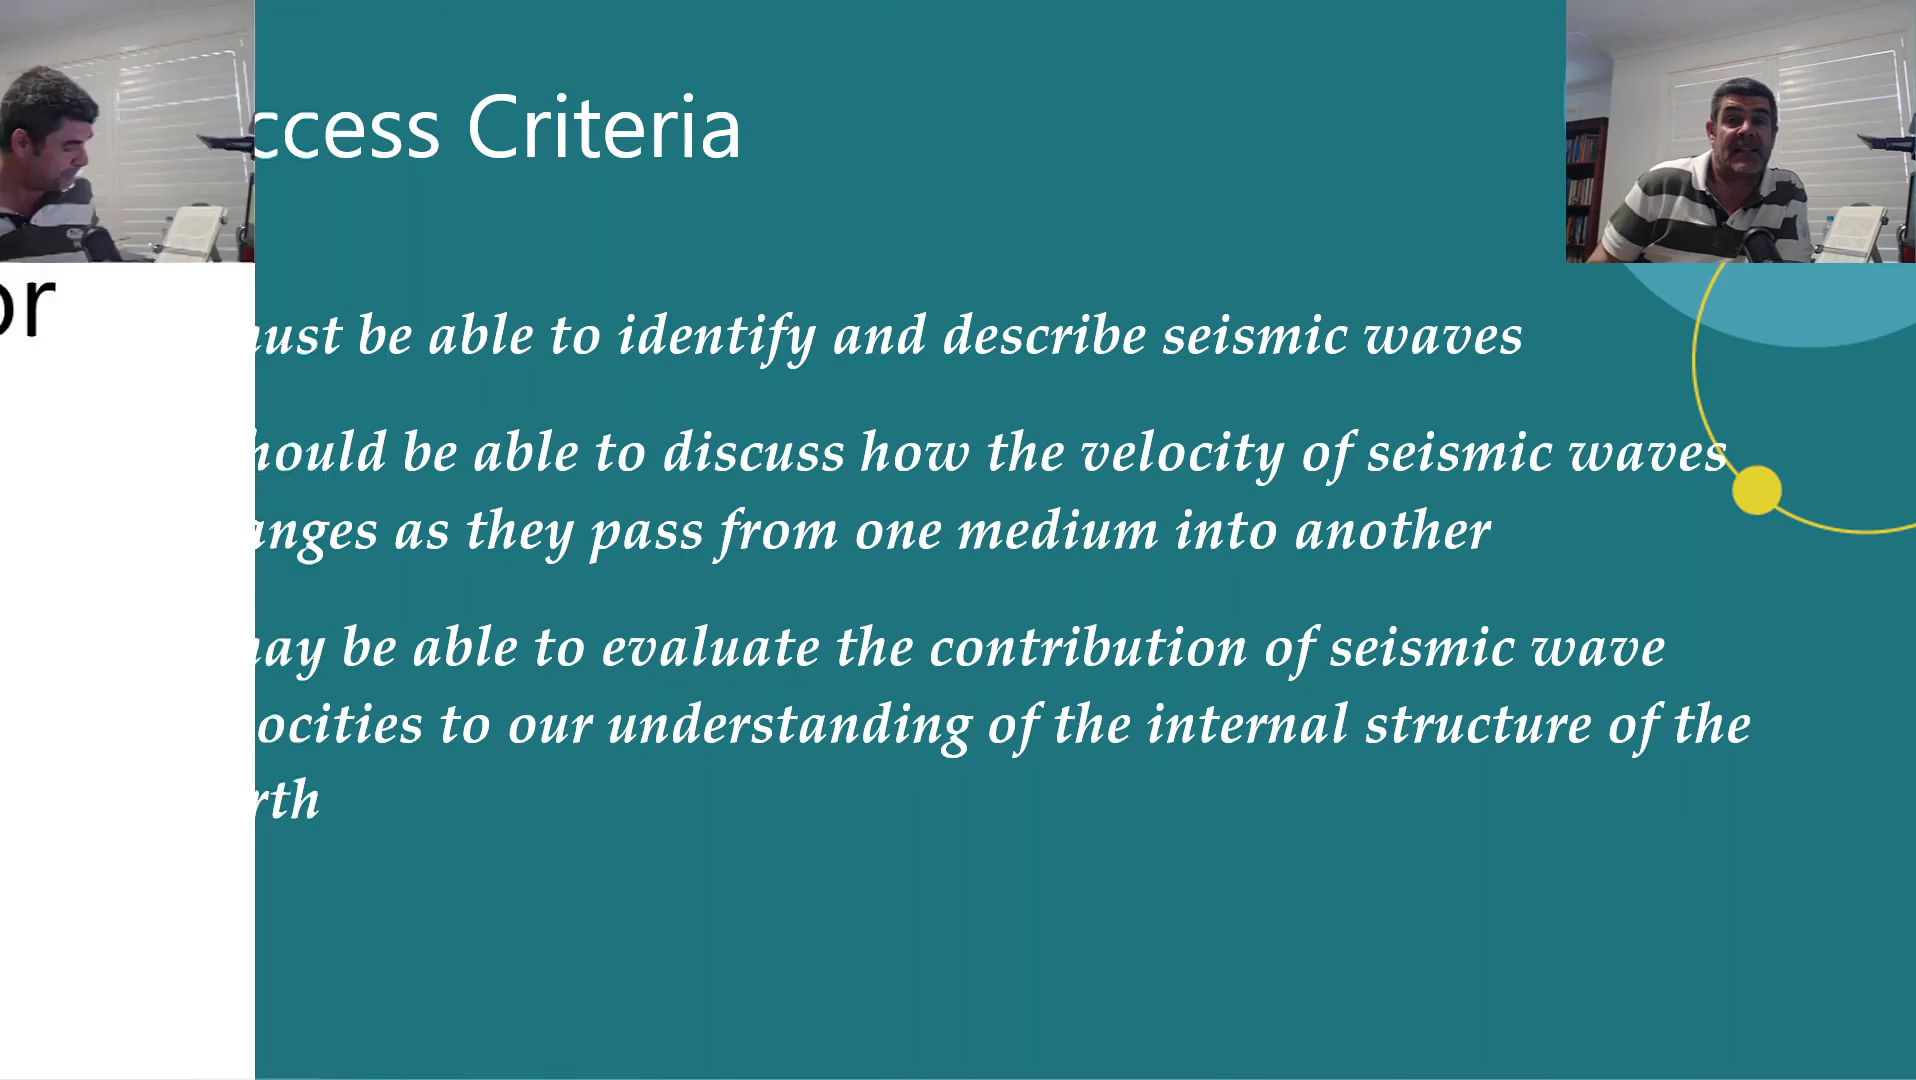 ccess Criteria
or
ust be able to identify and describe seismic waves
hould be able to discuss how the velocity of seismic waves
anges as they pass from one medium into another
ay be able to evaluate the contribution of seismic wave
ocities to our understanding of the internal structure of the
rth